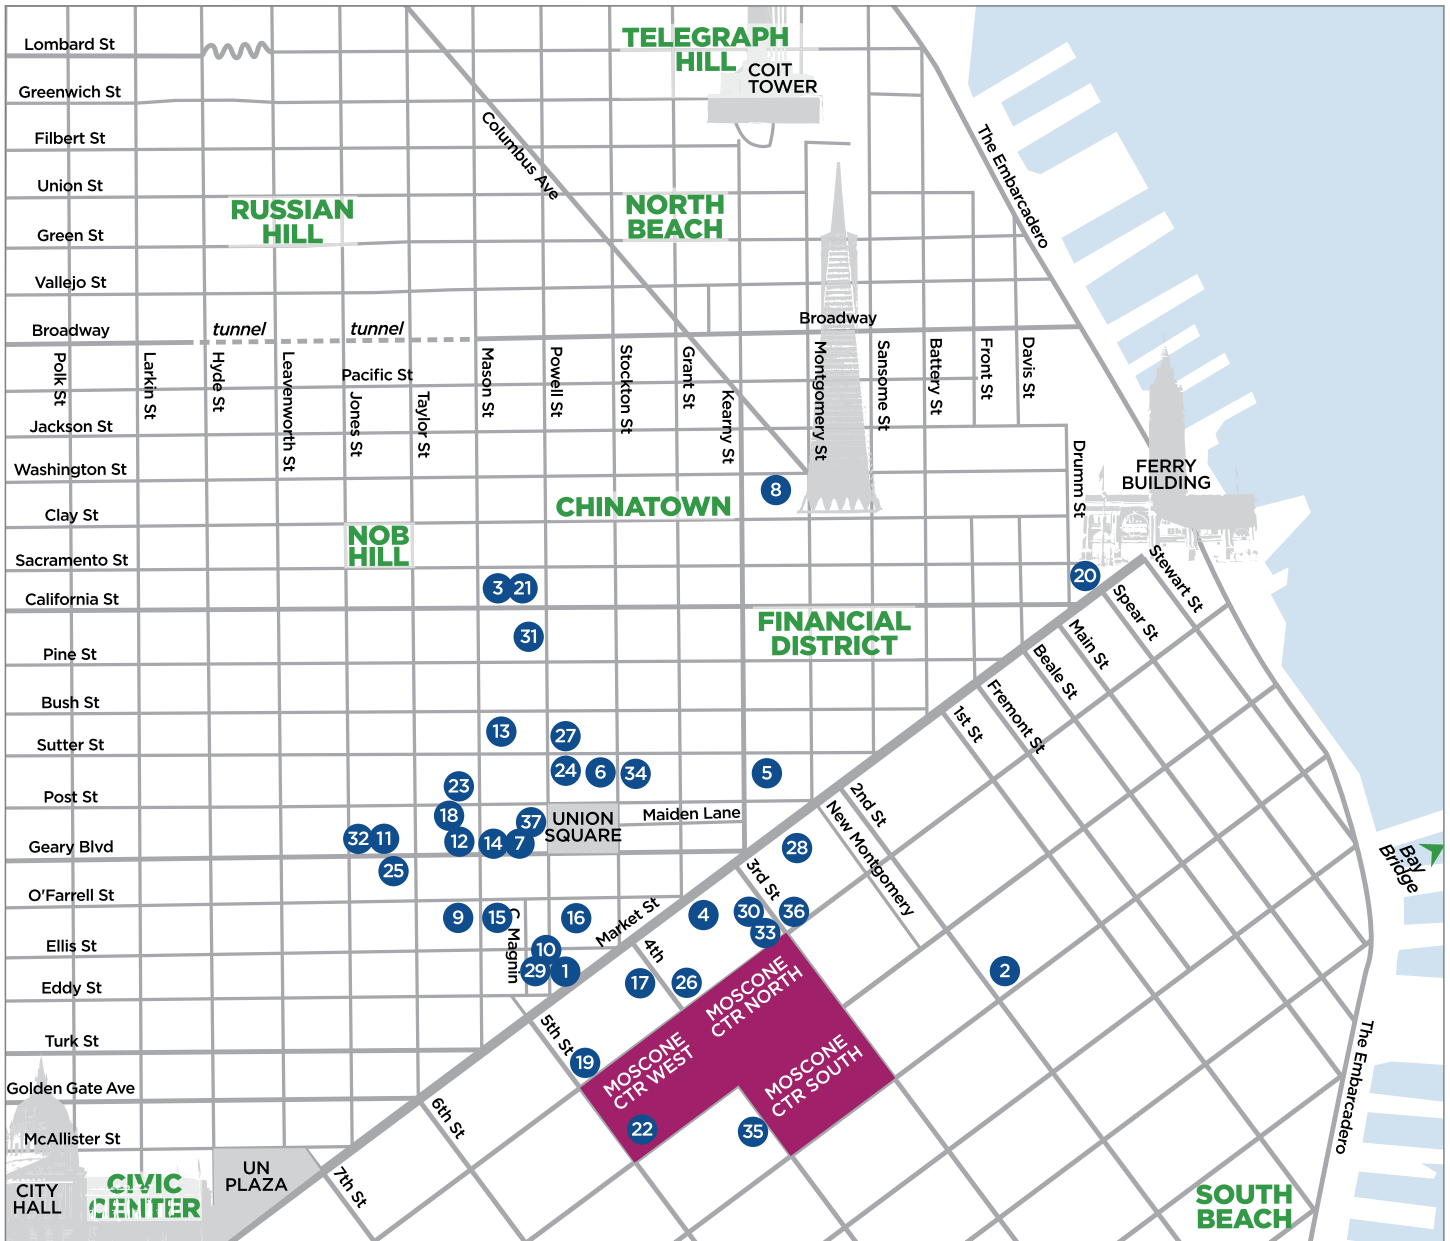 Lombard St
TELEGRAPH
HILL
COIT
TOWER
Greenwich St
Filbert St
Columbus Ave
The Embarcadero
Union St
RUSSIAN
HILL
NORTH
BEACH
Green St
Vallejo St
Broadway
tunnel
tunnel
Broadway
Polk St
Larkin St
Hyde St
Leavenworth St
Pacific St
Jones St
Taylor St
Mason St
Powell St
Stockton St
Grant St
Kearny St
Montgomery St
Sansome St
Battery St
Front St
Davis St
Jackson St
Washington St
Drumm St
FERRY
BUILDING
8
Clay St
CHINATOWN
NOB
HILL
Sacramento St
20
Stewart St
3
21
California St
Spear St
FINANCIAL
DISTRICT
31
Main St
Pine St
Beale St
Bush St
Fremont St
1st St
13
27
Sutter St
24
6
34
5
23
Post St
2nd St
18
37
UNION
SQUARE
Maiden Lane
New Montgomery
32
11
12
14
7
28
Geary Blvd
Bay
Bridge
25
3rd St
O'Farrell St
9
15
C Magnin
16
Market St
4
30
36
33
Ellis St
10
4th
29
1
17
26
2
Eddy St
MOSCONE
CTR NORTH
5th St
Turk St
19
MOSCONE
CTR WEST
MOSCONE
CTR SOUTH
The Embarcadero
Golden Gate Ave
6th St
22
35
McAllister St
UN
PLAZA
7th St
CITY
HALL
CIVIC
CENTER
SOUTH
BEACH